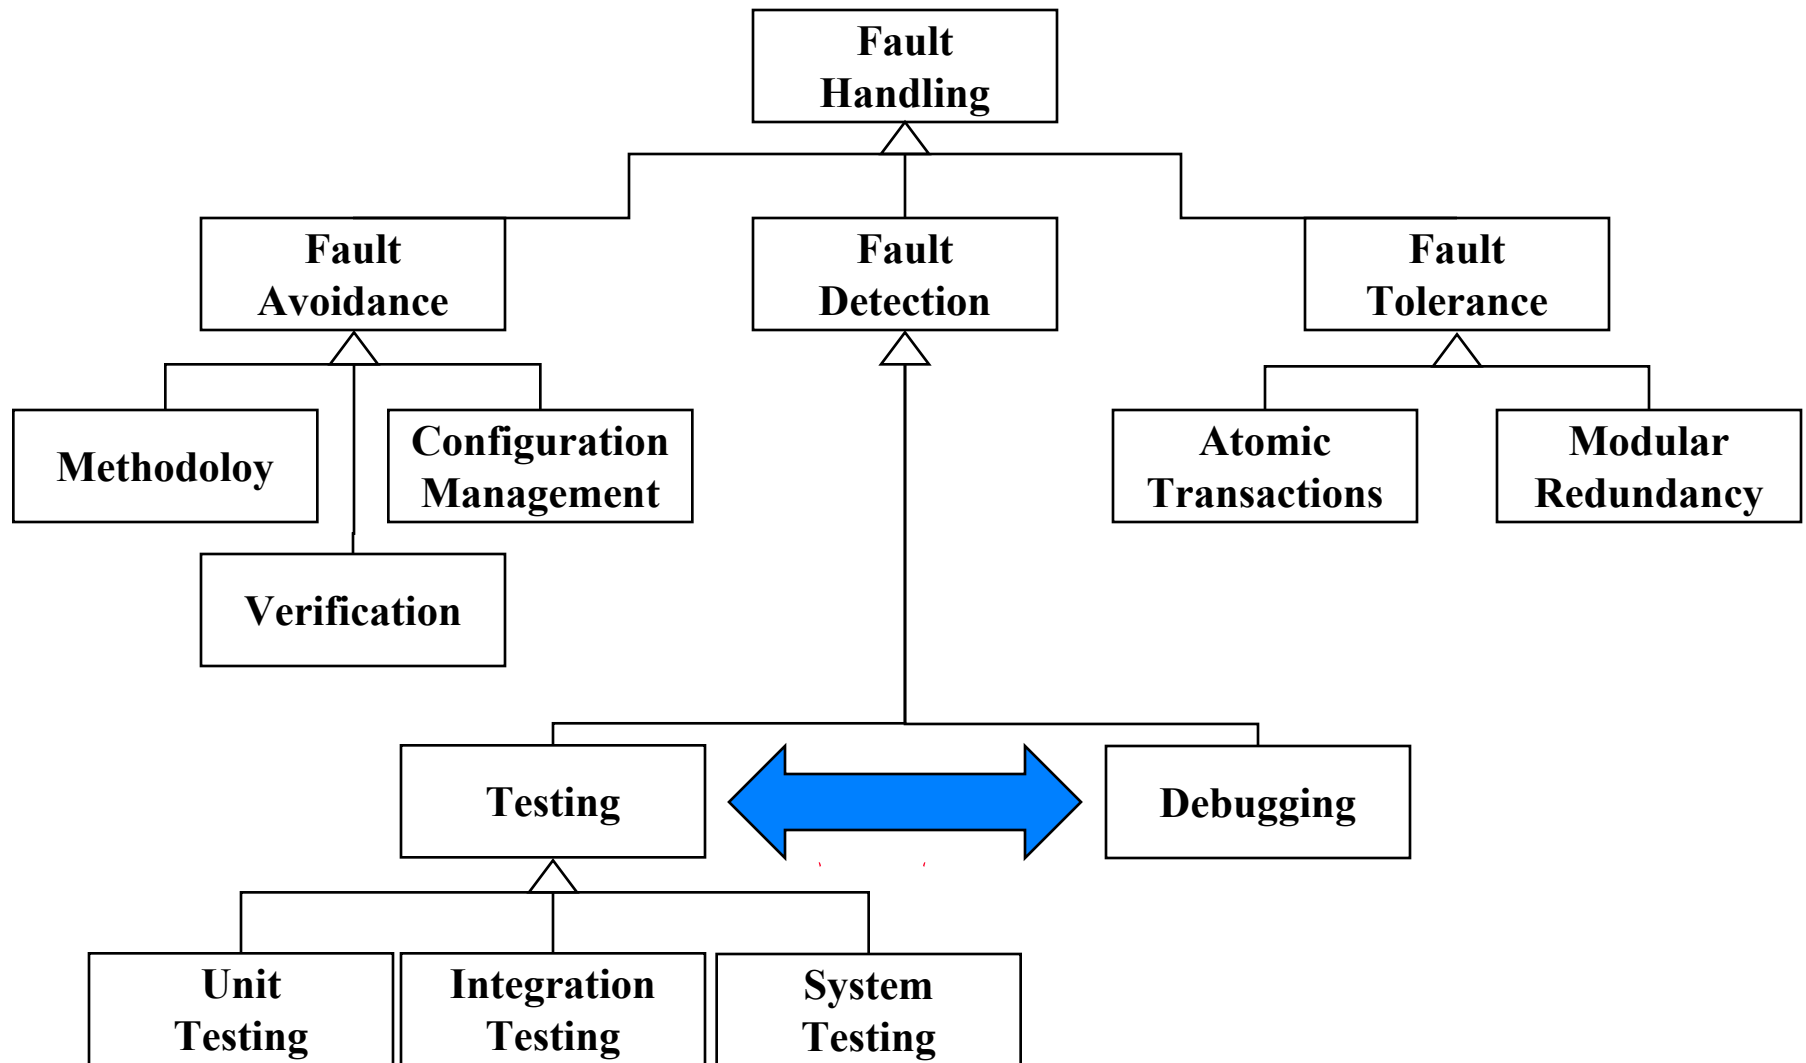 Fault
Handling
Fault
Avoidance
Fault
Detection
Fault
Tolerance
Methodoloy
Configuration
Management
Atomic
Transactions
Modular
Redundancy
Verification
Testing
Debugging
Unit
Testing
Integration
Testing
System
Testing